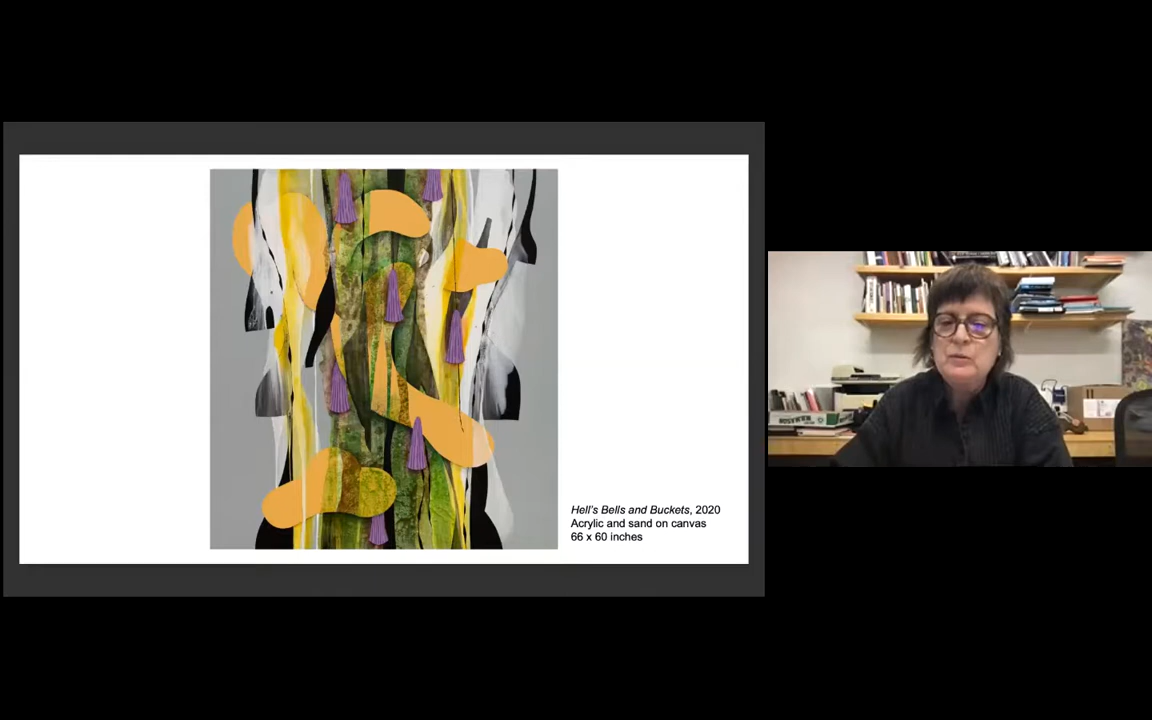 Hell's Bells and Buckets, 2020
Acrylic and sand on canvas
66 x 60 inches